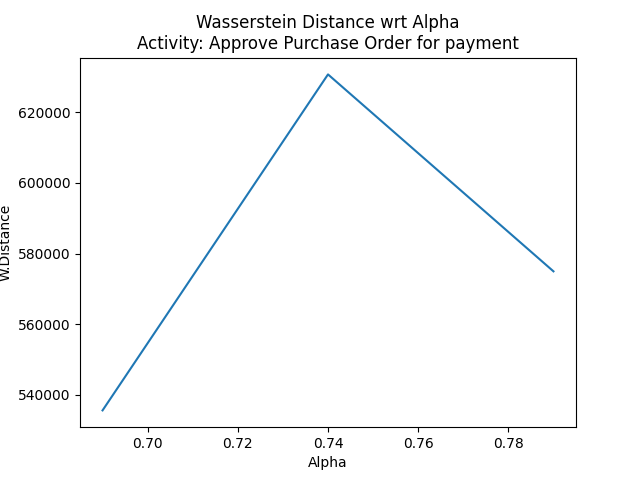 Wasserstein Distance wrt Alpha
Activity: Approve Purchase Order for payment
620000
600000
580000
560000
540000
W.Distance
0.70 0.72 0.74 0.76 0.78
Alpha